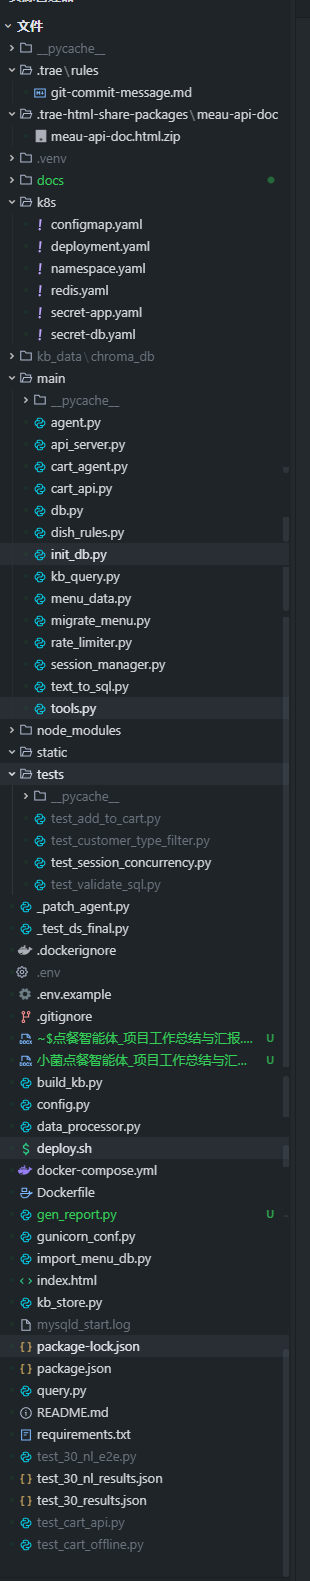 文件
__pycache__
.trae\rules
git-commit-message.md
.trae-html-share-packages\meau-api-doc
meau-api-doc.html.zip
.venv
docs
k8s
configmap.yaml
deployment.yaml
namespace.yaml
redis.yaml
secret-app.yaml
secret-db.yaml
kb_data\chroma_db
main
__pycache__
agent.py
api_server.py
cart_agent.py
cart_api.py
db.py
dish_rules.py
init_db.py
kb_query.py
menu_data.py
migrate_menu.py
rate_limiter.py
session_manager.py
text_to_sql.py
tools.py
node_modules
static
tests
__pycache__
test_add_to_cart.py
test_customer_type_filter.py
test_session_concurrency.py
test_validate_sql.py
_patch_agent.py
_test_ds_final.py
.dockerignore
.env
.env.example
.gitignore
~$点餐智能体_项目工作总结与汇报.... U
小菌点餐智能体_项目工作总结与汇... U
build_kb.py
config.py
data_processor.py
$ deploy.sh
docker-compose.yml
Dockerfile
gen_report.py U
gunicorn_conf.py
import_menu_db.py
index.html
kb_store.py
mysqld_start.log
package-lock.json
package.json
query.py
README.md
requirements.txt
test_30_nl_e2e.py
test_30_nl_results.json
test_30_results.json
test_cart_api.py
test_cart_offline.py